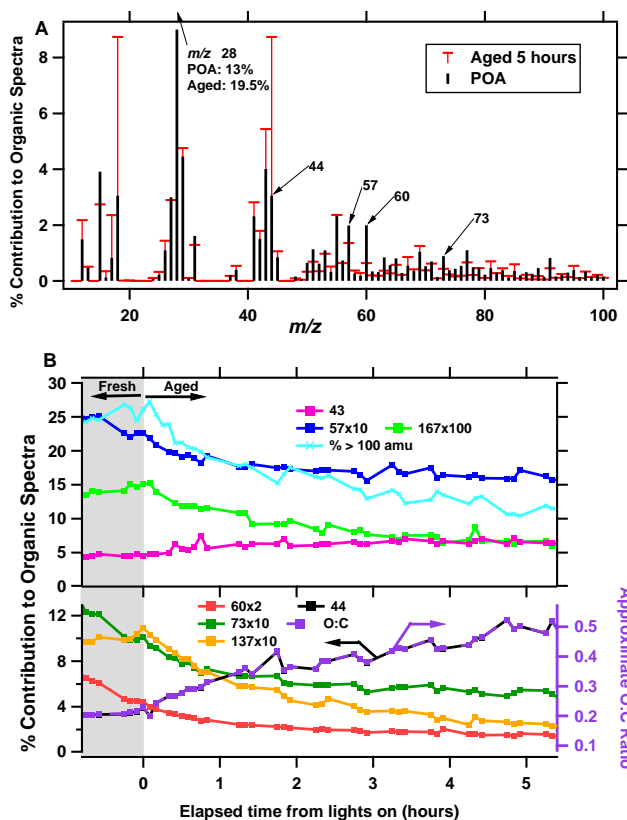 A
m/z 28
POA: 13%
Aged: 19.5%
Aged 5 hours
POA
44
57
60
73
8
6
4
2
0
% Contribution to Organic Spectra
20 40 60 80 100
m/z
B
Fresh Aged
30
25
20
15
10
5
0
43
57x10 167x100
% > 100 amu
% Contribution to Organic Spectra
12
8
4
0
60x2 44
73x10 O:C
137x10
0.5
0.4
0.3
0.2
0.1
Approximate O:C Ratio
0 1 2 3 4 5
Elapsed time from lights on (hours)